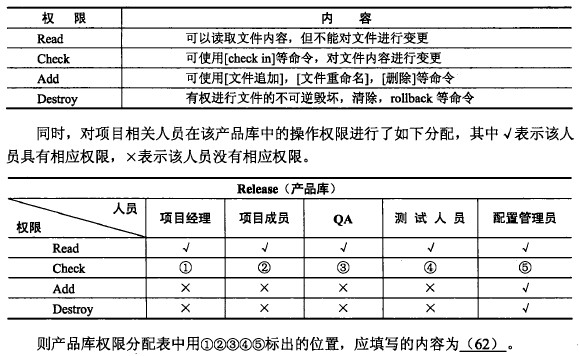 权 限 内 容
Read 可以读取文件内容，但不能对文件进行变更
Check 可使用[check in]等命令，对文件内容进行变更
Add 可使用[文件追加]，[文件重命名]，[删除]等命令
Destroy 有权进行文件的不可逆毁坏，清除，rollback 等命令
同时，对项目相关人员在该产品库中的操作权限进行了如下分配，其中 √表示该人
员具有相应权限，×表示该人员没有相应权限。
Release（产品库）
人员
权限 项目经理 项目成员 QA 测 试 人 员 配置管理员
Read √ √ √ √ √
Check ① ② ③ ④ ⑤
Add × × × × √
Destroy × × × × √
则产品库权限分配表中用①②③④⑤标出的位置，应填写的内容为 (62) 。